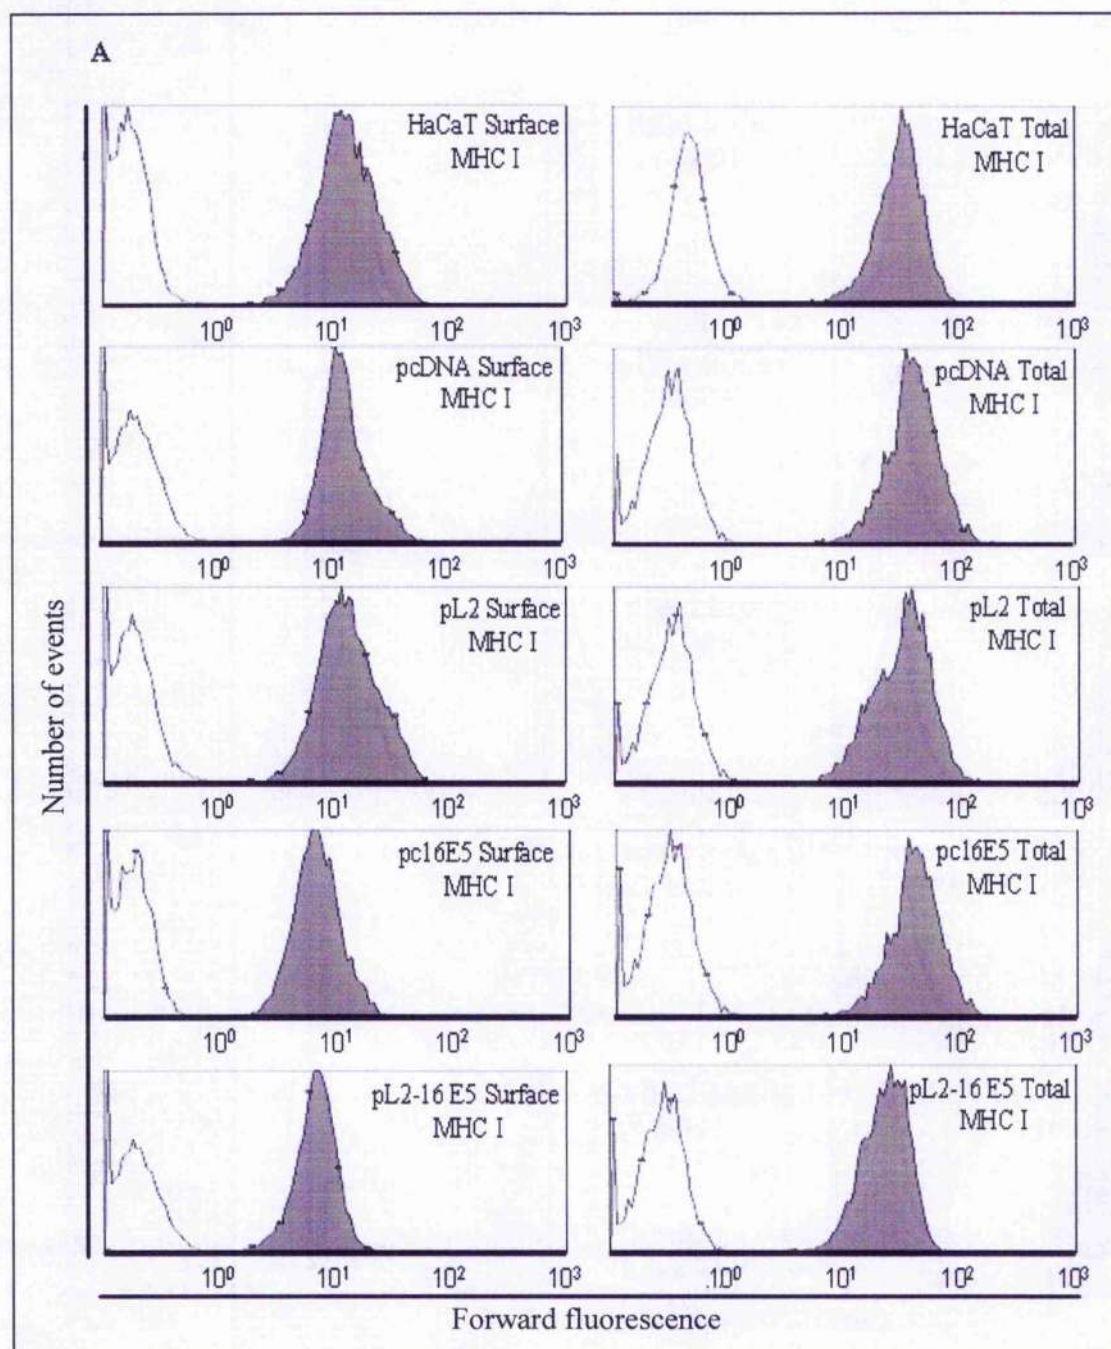 A
HaCaT Surface
MHC I
10⁰ 10¹ 10² 10³
HaCaT Total
MHC I
10⁰ 10¹ 10² 10³
pcDNA Surface
MHC I
10⁰ 10¹ 10² 10³
pcDNA Total
MHC I
10⁰ 10¹ 10² 10³
pL2 Surface
MHC I
10⁰ 10¹ 10² 10³
pL2 Total
MHC I
10⁰ 10¹ 10² 10³
pc16E5 Surface
MHC I
10⁰ 10¹ 10² 10³
pc16E5 Total
MHC I
10⁰ 10¹ 10² 10³
pL2-16 E5 Surface
MHC I
10⁰ 10¹ 10² 10³
pL2-16 E5 Total
MHC I
10⁰ 10¹ 10² 10³
Number of events
Forward fluorescence